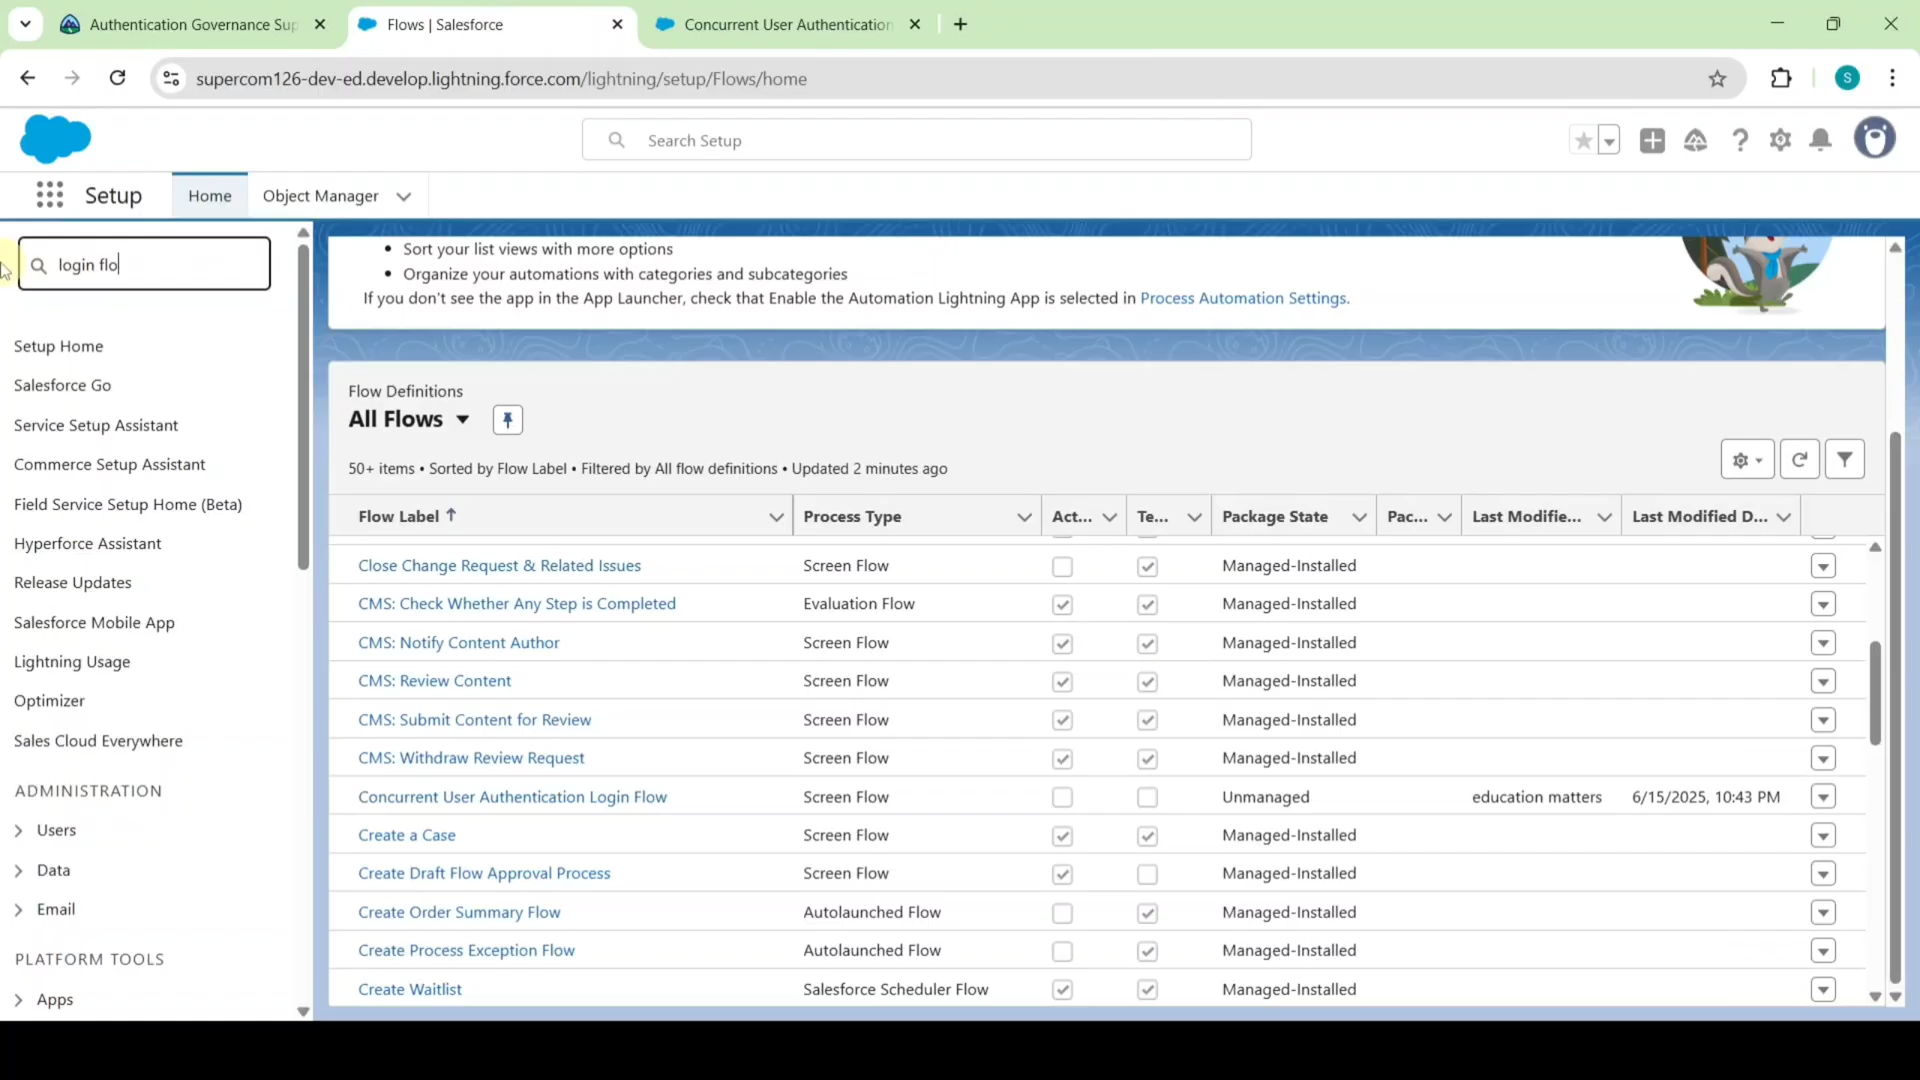 Authentication Governance Sup
Flows | Salesforce
Concurrent User Authentication
supercom126-dev-ed.develop.lightning.force.com/lightning/setup/Flows/home
S
Search Setup
Setup
Home
Object Manager
login flo
Setup Home
Salesforce Go
Service Setup Assistant
Commerce Setup Assistant
Field Service Setup Home (Beta)
Hyperforce Assistant
Release Updates
Salesforce Mobile App
Lightning Usage
Optimizer
Sales Cloud Everywhere
ADMINISTRATION
Users
Data
Email
PLATFORM TOOLS
Apps
• Sort your list views with more options
• Organize your automations with categories and subcategories
If you don't see the app in the App Launcher, check that Enable the Automation Lightning App is selected in Process Automation Settings.
Flow Definitions
All Flows
50+ items • Sorted by Flow Label • Filtered by All flow definitions • Updated 2 minutes ago
Flow Label ↑ Process Type Act... Te... Package State Pac... Last Modifie... Last Modified D...
Close Change Request & Related Issues Screen Flow Managed-Installed
CMS: Check Whether Any Step is Completed Evaluation Flow Managed-Installed
CMS: Notify Content Author Screen Flow Managed-Installed
CMS: Review Content Screen Flow Managed-Installed
CMS: Submit Content for Review Screen Flow Managed-Installed
CMS: Withdraw Review Request Screen Flow Managed-Installed
Concurrent User Authentication Login Flow Screen Flow Unmanaged education matters 6/15/2025, 10:43 PM
Create a Case Screen Flow Managed-Installed
Create Draft Flow Approval Process Screen Flow Managed-Installed
Create Order Summary Flow Autolaunched Flow Managed-Installed
Create Process Exception Flow Autolaunched Flow Managed-Installed
Create Waitlist Salesforce Scheduler Flow Managed-Installed